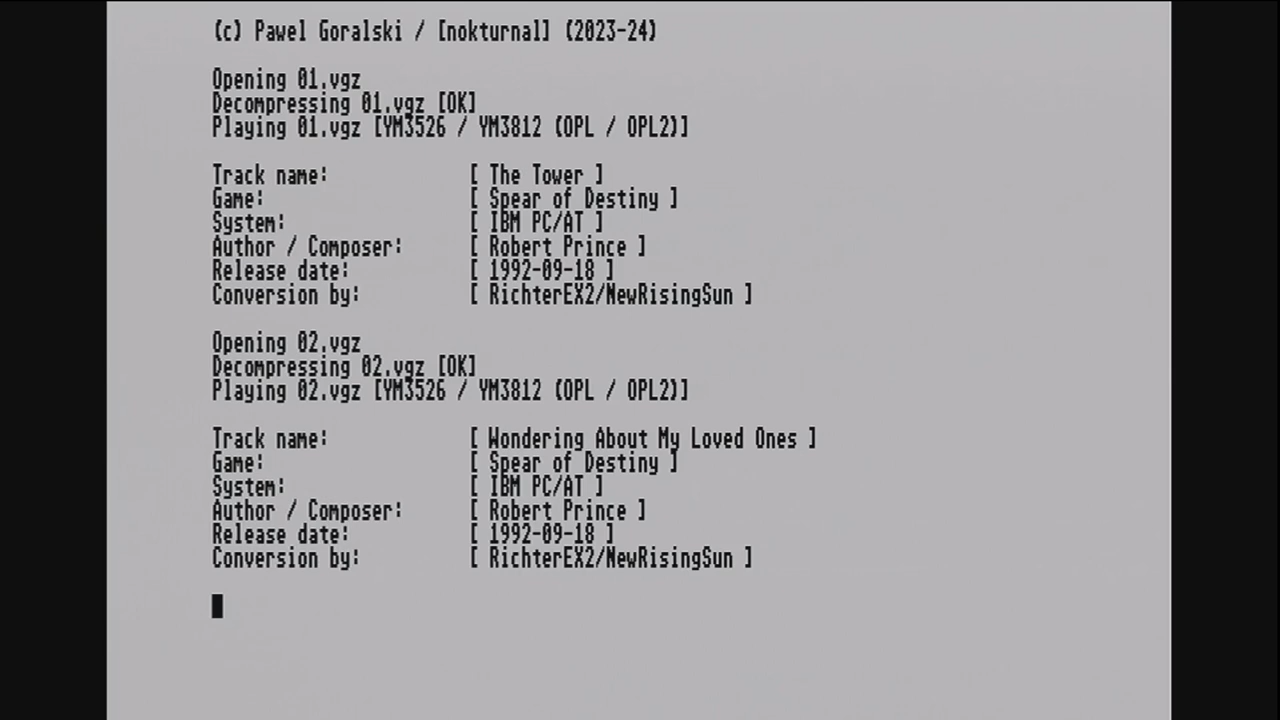 (c) Pawel Goralski / [nokturnal] (2023-24)
Opening 01.vgz
Decompressing 01.vgz [OK]
Playing 01.vgz [YM3526 / YM3812 (OPL / OPL2)]
Track name: [ The Tower ]
Game: [ Spear of Destiny ]
System: [ IBM PC/AT ]
Author / Composer: [ Robert Prince ]
Release date: [ 1992-09-18 ]
Conversion by: [ RichterEX2/NewRisingSun ]
Opening 02.vgz
Decompressing 02.vgz [OK]
Playing 02.vgz [YM3526 / YM3812 (OPL / OPL2)]
Track name: [ Wondering About My Loved Ones ]
Game: [ Spear of Destiny ]
System: [ IBM PC/AT ]
Author / Composer: [ Robert Prince ]
Release date: [ 1992-09-18 ]
Conversion by: [ RichterEX2/NewRisingSun ]